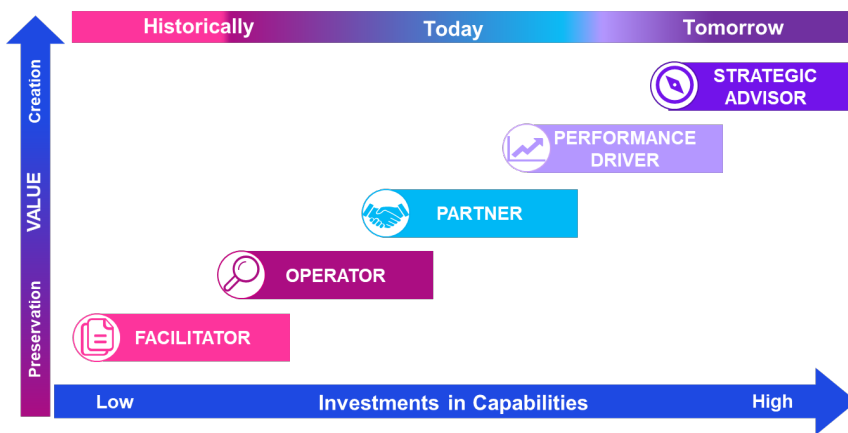 Historically
Today
Tomorrow
Creation
VALUE
Preservation
STRATEGIC
ADVISOR
PERFORMANCE
DRIVER
PARTNER
OPERATOR
FACILITATOR
Low
Investments in Capabilities
High